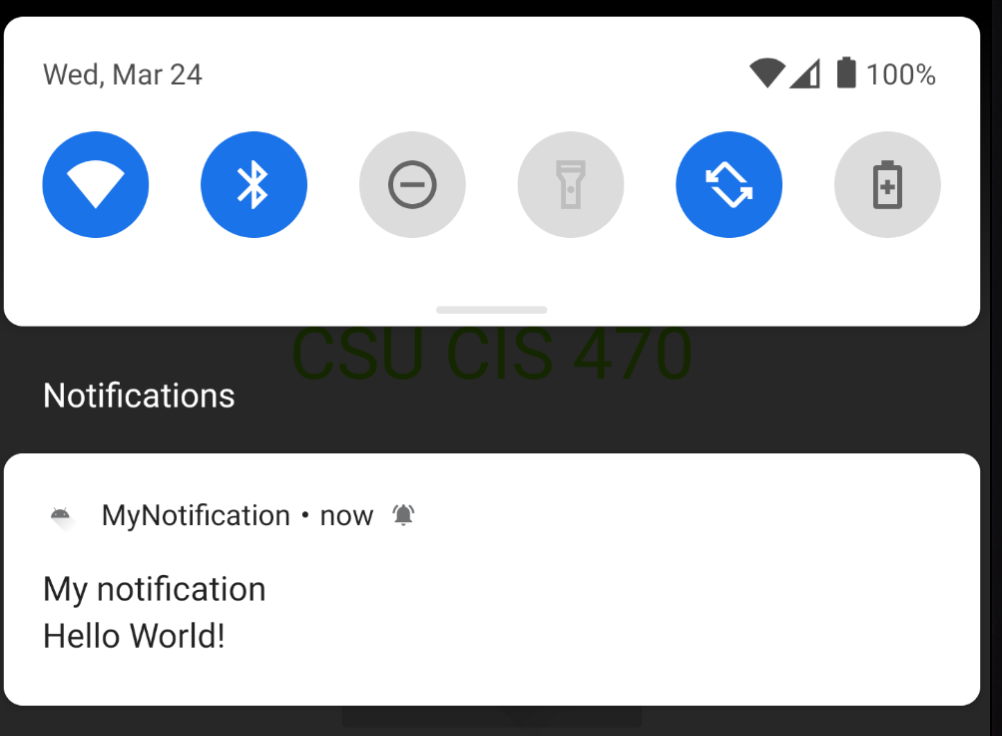 Wed, Mar 24 100%
CSU CIS 470
Notifications
MyNotification • now
My notification
Hello World!